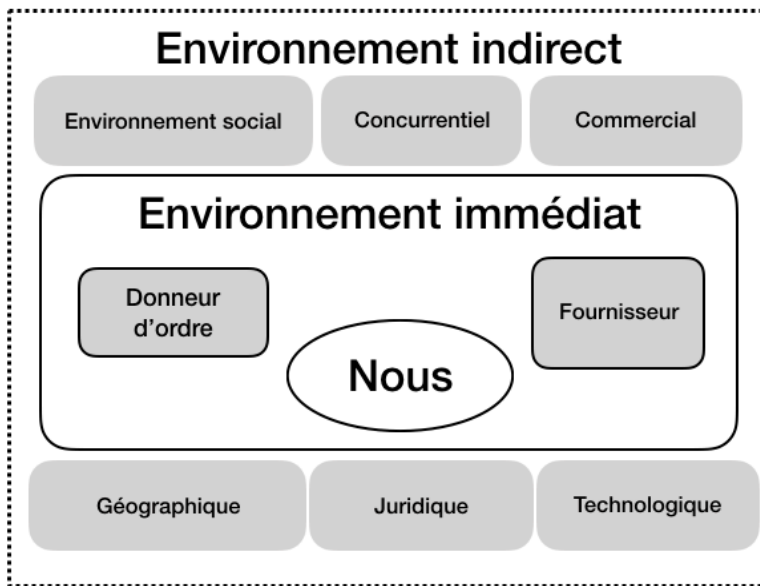 Environnement indirect
Environnement social
Concurrentiel
Commercial
Environnement immédiat
Donneur
d'ordre
Fournisseur
Nous
Géographique
Juridique
Technologique